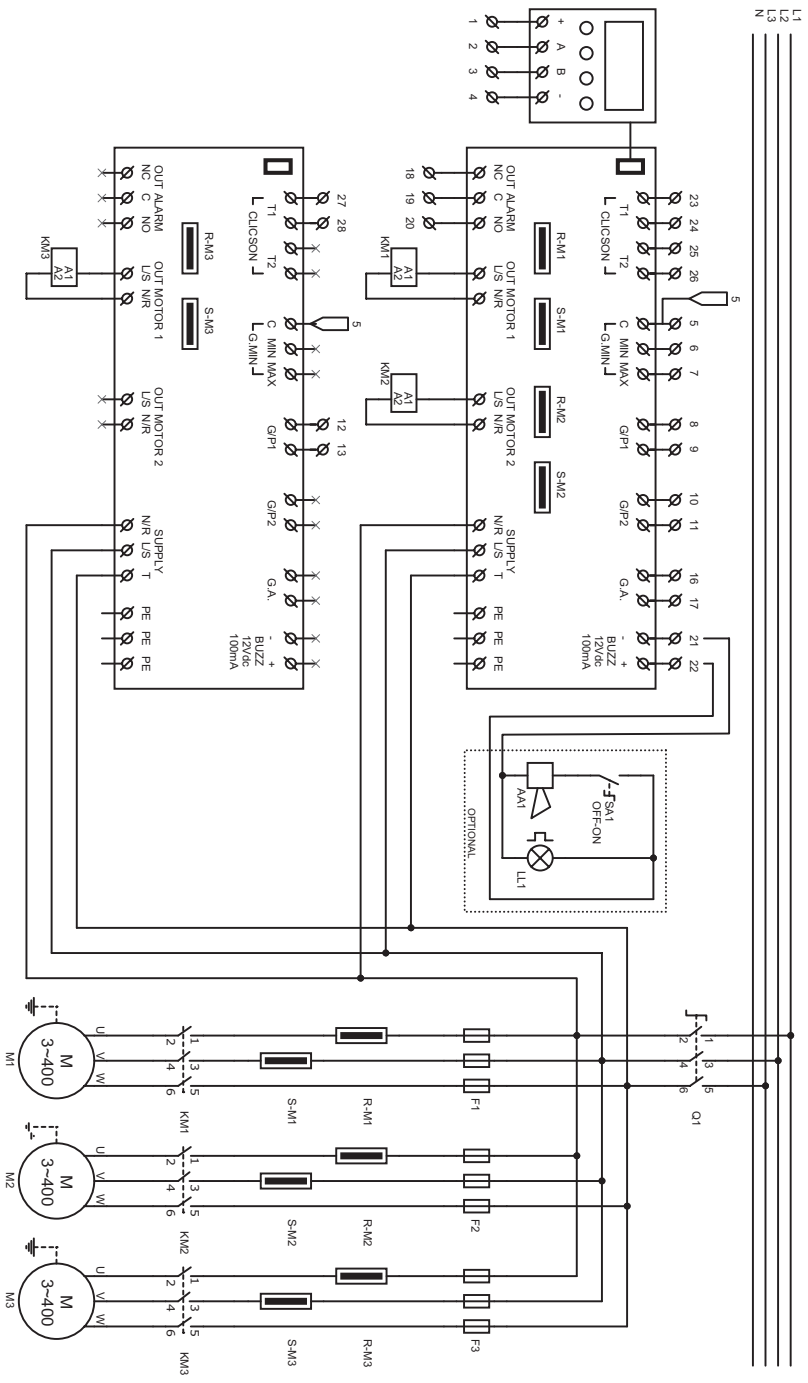 L1
L2
L3
N
+ A B -
1 2 3 4
23 24 25 26 5 6 7 8 9 10 11 16 17 21 22
5
T1 T2
CLICSON
C MIN MAX
G.MIN
G/P1
G/P2
G.A.
- +
BUZZ
12Vdc
100mA
R-M1
S-M1
R-M2
S-M2
OUT ALARM
NC C NO
OUT MOTOR 1
L/S N/R
OUT MOTOR 2
L/S N/R
SUPPLY
N/R L/S T
PE PE PE
18 19 20
KM1
A1
A2
KM2
A1
A2
27 28
5
12 13
T1 T2
CLICSON
C MIN MAX
G.MIN
G/P1
G/P2
G.A.
- +
BUZZ
12Vdc
100mA
R-M3
S-M3
OUT ALARM
NC C NO
OUT MOTOR 1
L/S N/R
OUT MOTOR 2
L/S N/R
SUPPLY
N/R L/S T
PE PE PE
KM3
A1
A2
SA1
OFF-ON
AA1
LL1
OPTIONAL
1 3 5
2 4 6
Q1
F1
R-M1
S-M1
1 3 5
2 4 6
KM1
U V W
M
3~400
M1
F2
R-M2
S-M2
1 3 5
2 4 6
KM2
U V W
M
3~400
M2
F3
R-M3
S-M3
1 3 5
2 4 6
KM3
U V W
M
3~400
M3